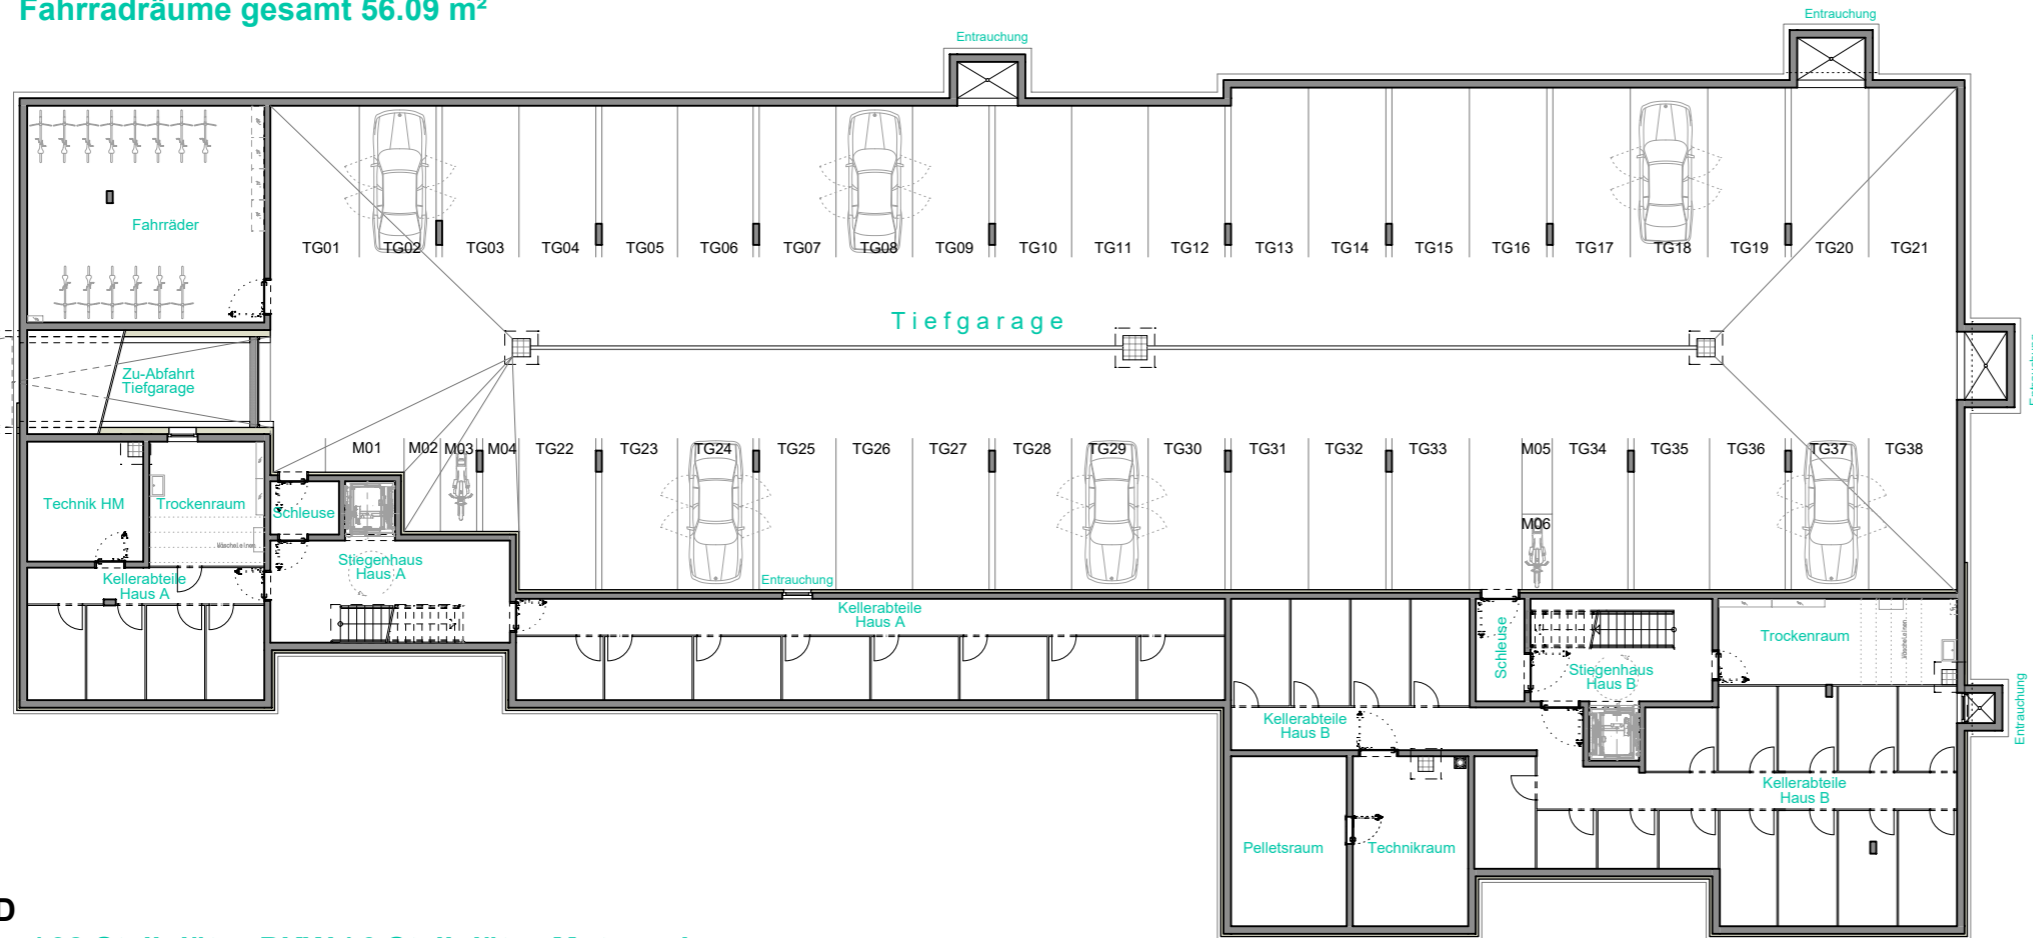 Fahrradräume gesamt 56.09 m²
Entrauchung
Entrauchung
Fahrräder
TG01 TG02 TG03 TG04 TG05 TG06 TG07 TG08 TG09 TG10 TG11 TG12 TG13 TG14 TG15 TG16 TG17 TG18 TG19 TG20 TG21
Tiefgarage
Zu-Abfahrt
Tiefgarage
M01 M02 M03 M04 TG22 TG23 TG24 TG25 TG26 TG27 TG28 TG29 TG30 TG31 TG32 TG33 M05 TG34 TG35 TG36 TG37 TG38
M06
Technik HM
Trockenraum
Schleuse
Stiegenhaus
Haus A
Kellerabteile
Haus A
Entrauchung
Kellerabteile
Haus A
Schleuse
Stiegenhaus
Haus B
Trockenraum
Kellerabteile
Haus B
Entrauchung
Kellerabteile
Haus B
Pelletsraum
Technikraum